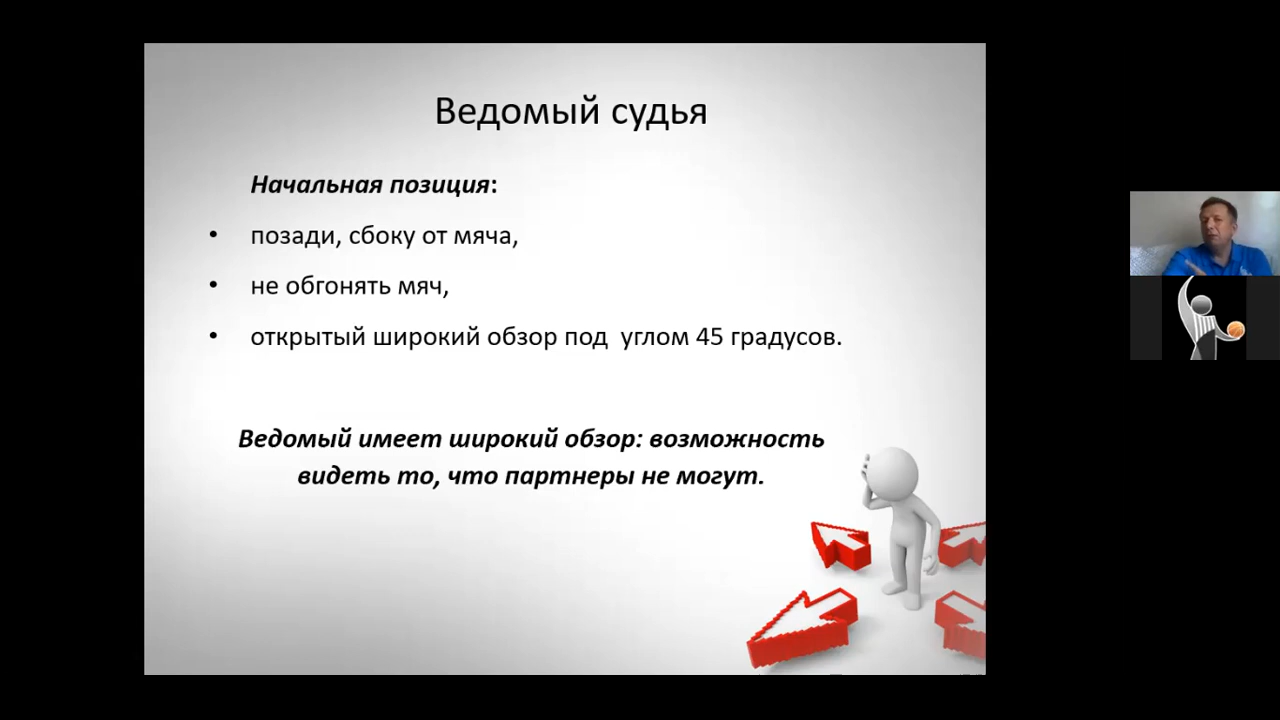 Ведомый судья
Начальная позиция:
• позади, сбоку от мяча,
• не обгонять мяч,
• открытый широкий обзор под  углом 45 градусов.
Ведомый имеет широкий обзор: возможность
видеть то, что партнеры не могут.